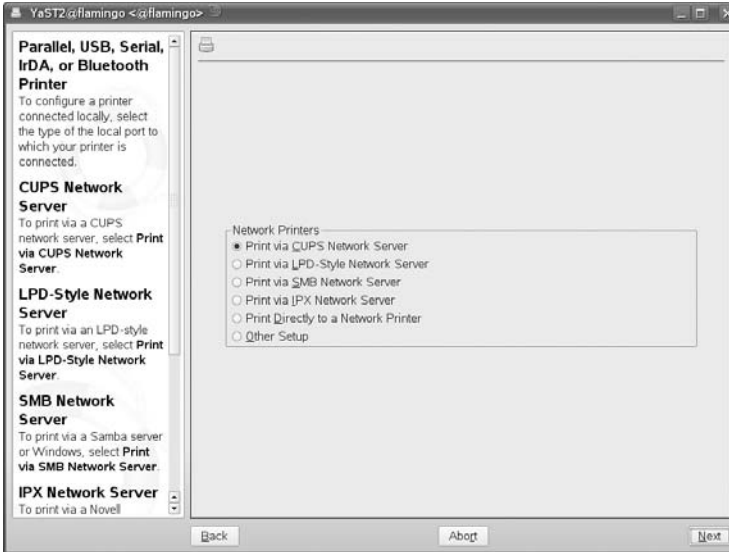 YaST2@flamingo <@flamingo>
Parallel, USB, Serial,
IrDA, or Bluetooth
Printer
To configure a printer
connected locally, select
the type of the local port to
which your printer is
connected.
CUPS Network
Server
To print via a CUPS
network server, select Print
via CUPS Network
Server.
LPD-Style Network
Server
To print via an LPD-style
network server, select Print
via LPD-Style Network
Server.
SMB Network
Server
To print via a Samba server
or Windows, select Print
via SMB Network Server.
IPX Network Server
To print via a Novell
Network Printers
Print via CUPS Network Server
Print via LPD-Style Network Server
Print via SMB Network Server
Print via IPX Network Server
Print Directly to a Network Printer
Other Setup
Back
Abort
Next